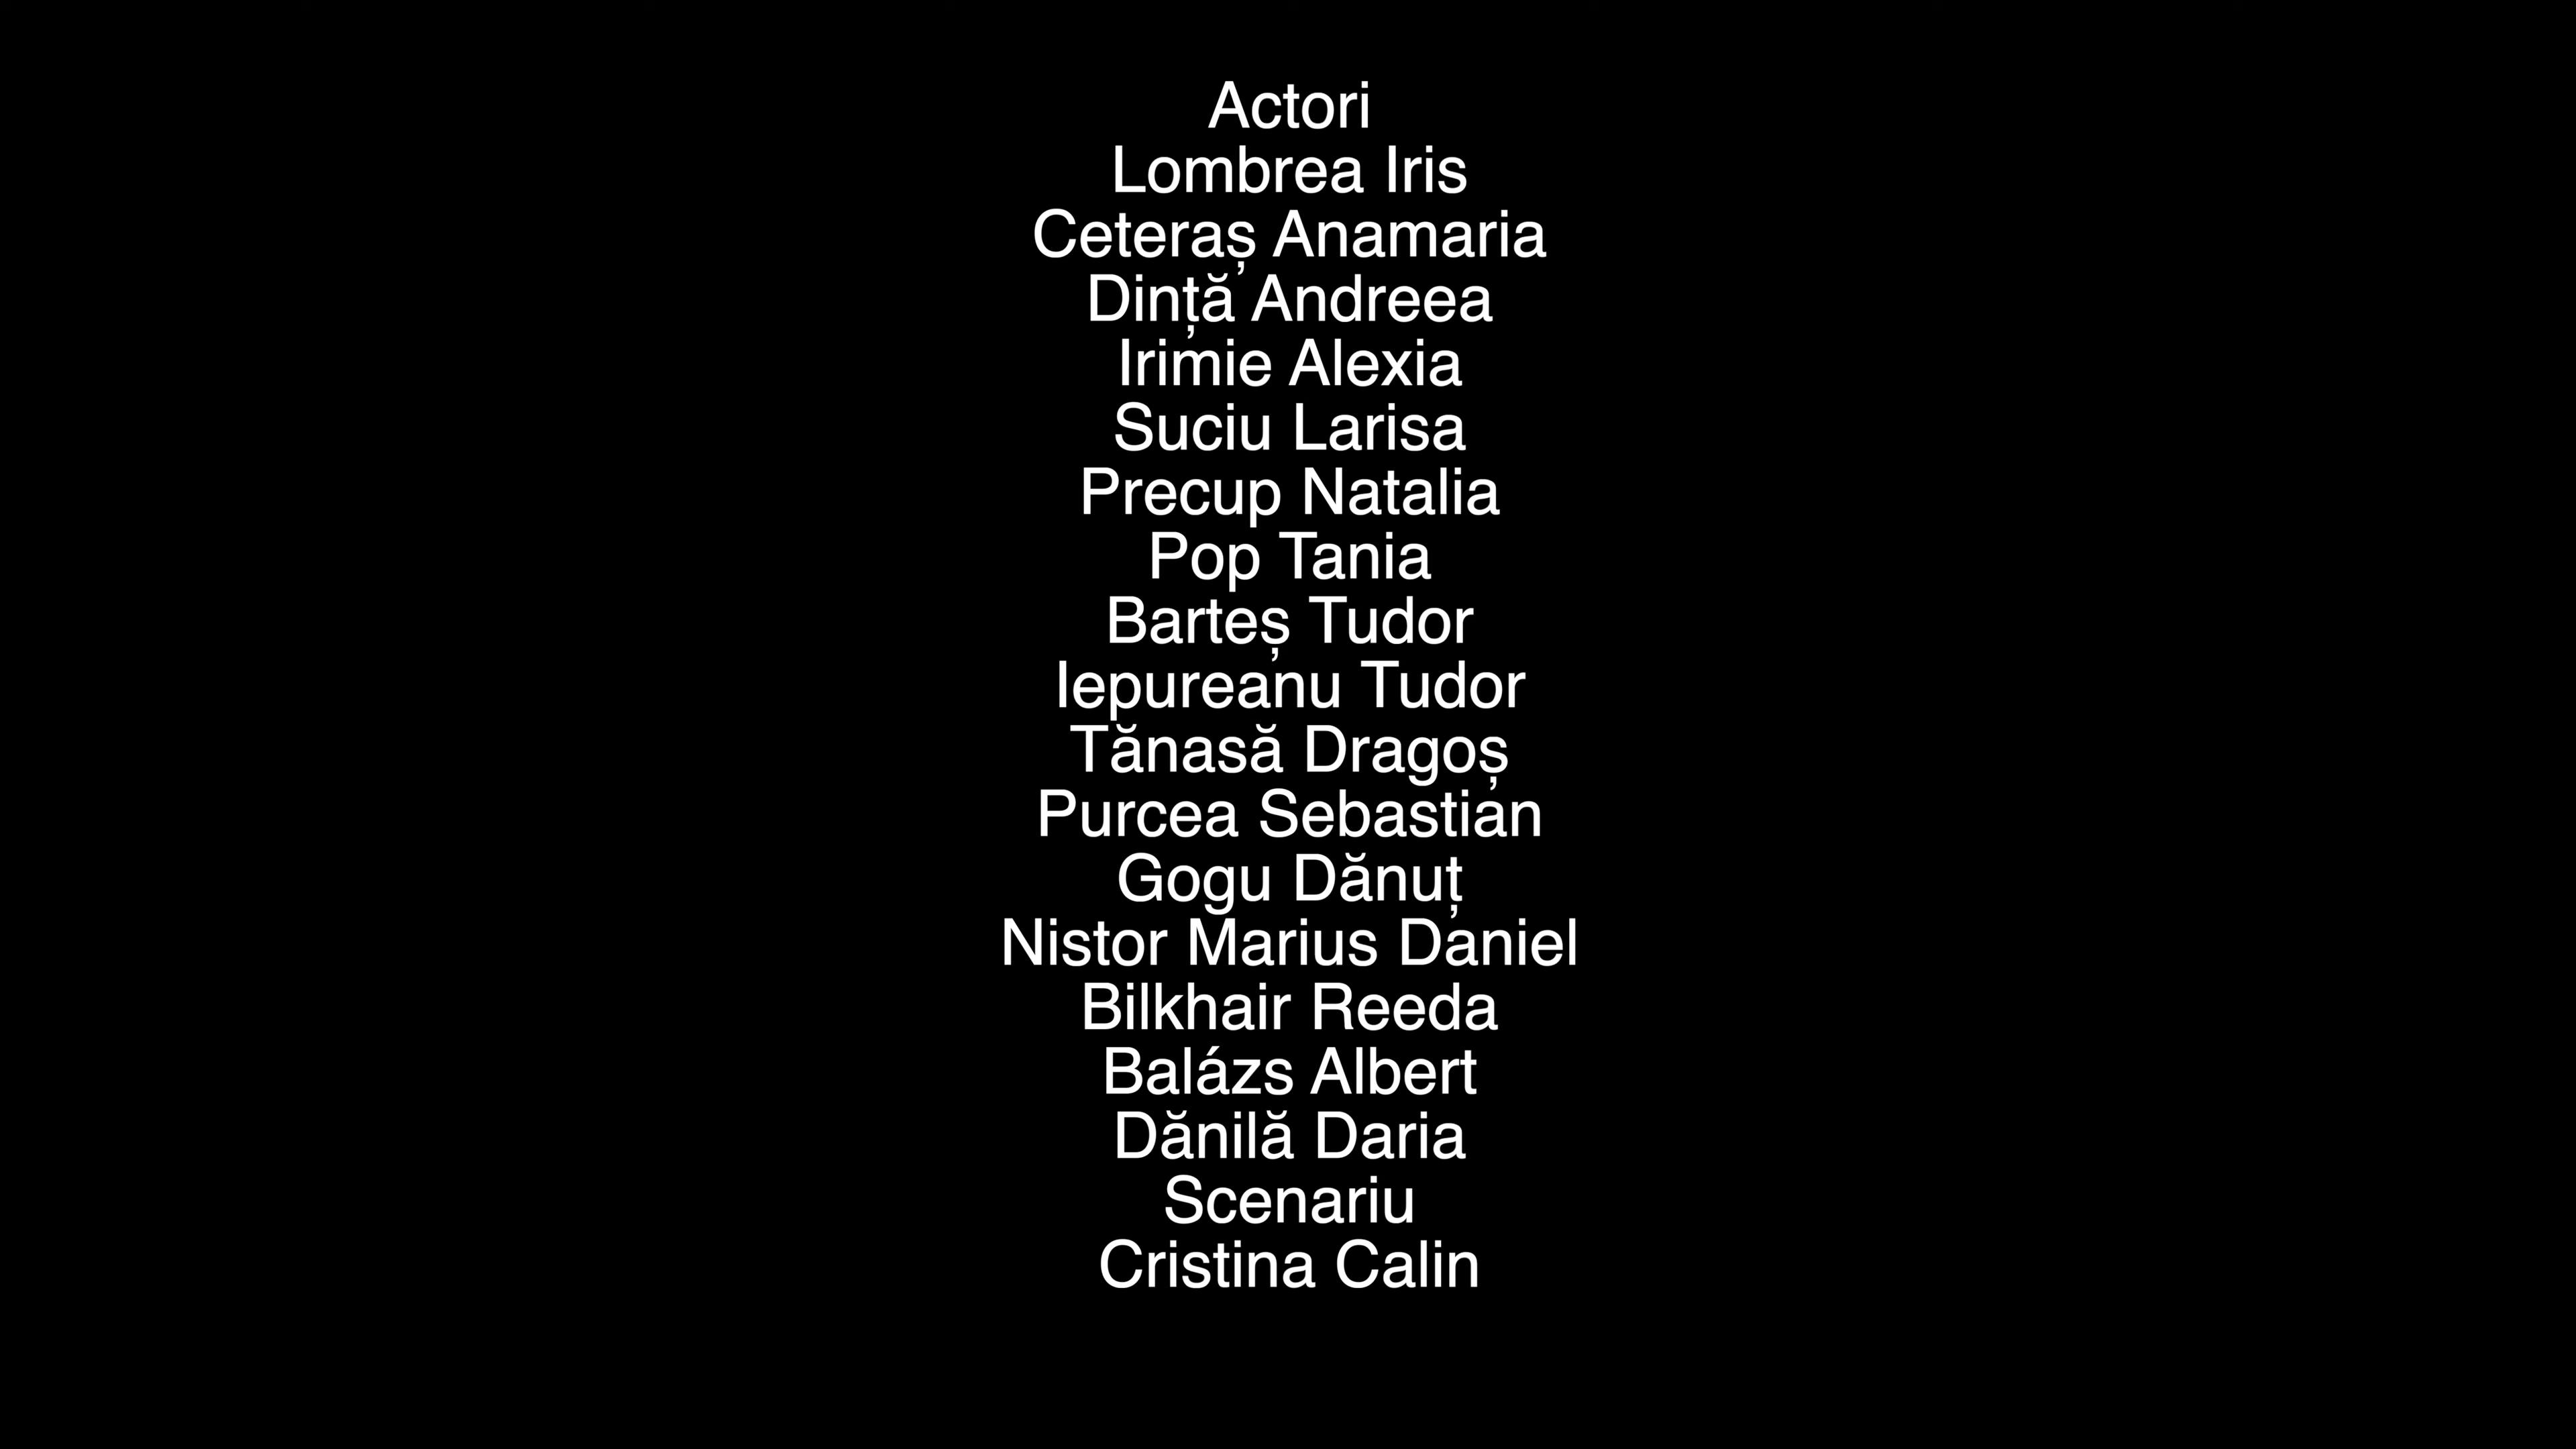 Actori
Lombrea Iris
Ceteraș Anamaria
Dință Andreea
Irimie Alexia
Suciu Larisa
Precup Natalia
Pop Tania
Barteș Tudor
Iepureanu Tudor
Tănasă Dragoș
Purcea Sebastian
Gogu Dănuț
Nistor Marius Daniel
Bilkhair Reeda
Balázs Albert
Dănilă Daria
Scenariu
Cristina Calin